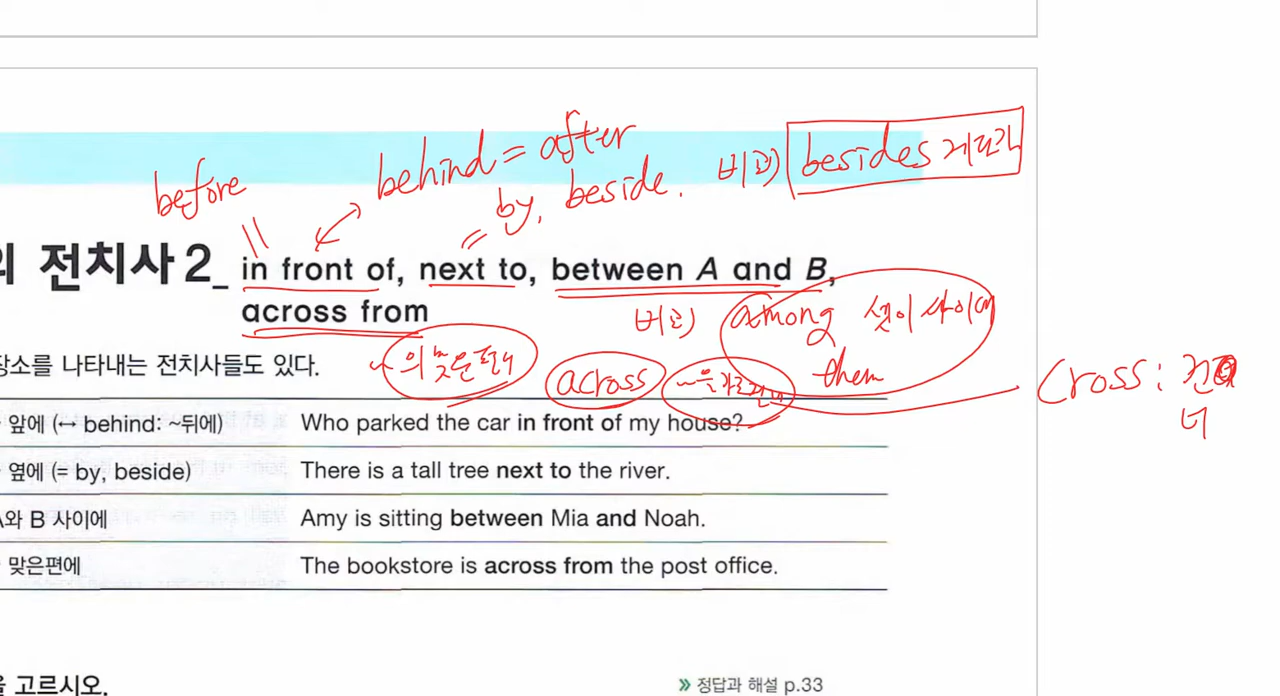 behind = after
before
by, beside.
비교) besides 게다가
전치사 2_ in front of, next to, between A and B,
across from
비교) among 셋이 사이에
them
장소를 나타내는 전치사들도 있다.
~의 맞은편에
across
cross: 건너
앞에 (↔ behind: ~뒤에) Who parked the car in front of my house?
옆에 (= by, beside) There is a tall tree next to the river.
A와 B 사이에 Amy is sitting between Mia and Noah.
맞은편에 The bookstore is across from the post office.
을 고르시오.
» 정답과 해설 p.33